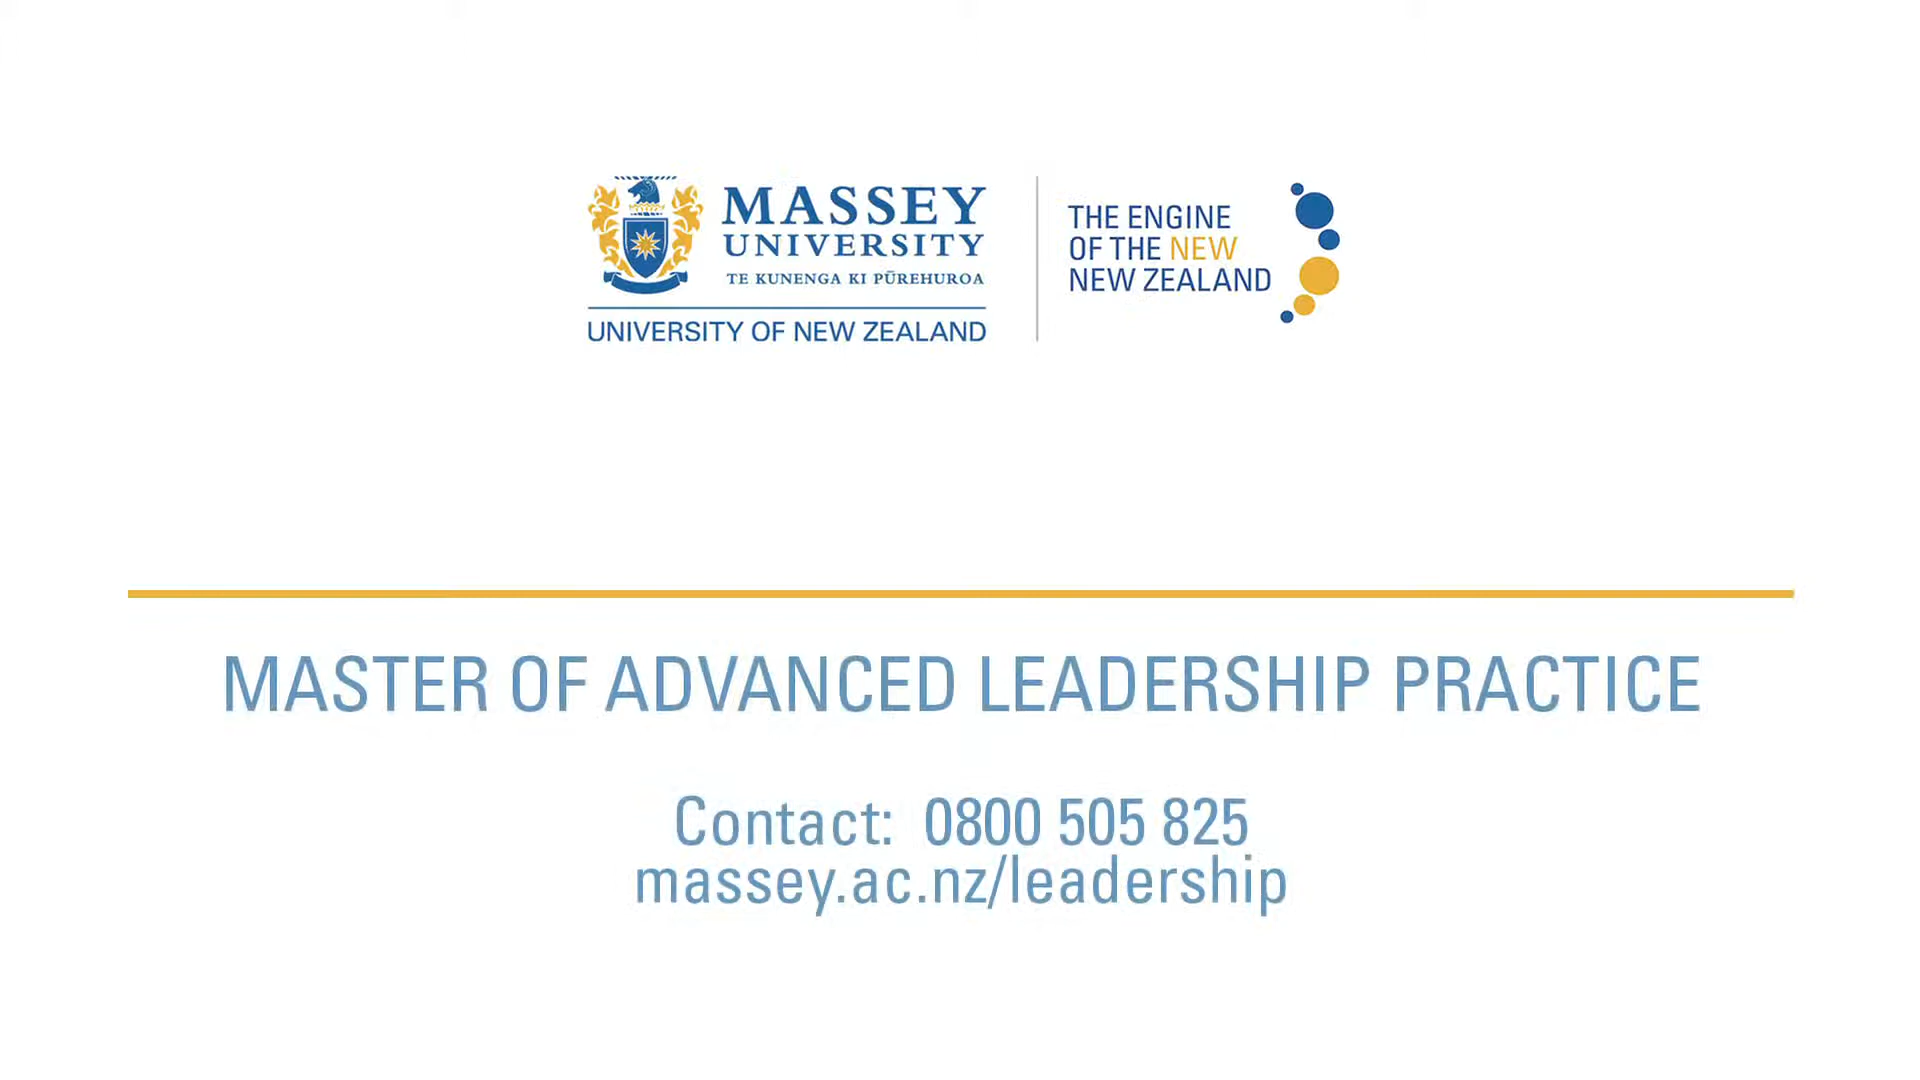 MASSEY
UNIVERSITY
TE KUNENGA KI PŪREHUROA
UNIVERSITY OF NEW ZEALAND
THE ENGINE
OF THE NEW
NEW ZEALAND
MASTER OF ADVANCED LEADERSHIP PRACTICE
Contact: 0800 505 825
massey.ac.nz/leadership